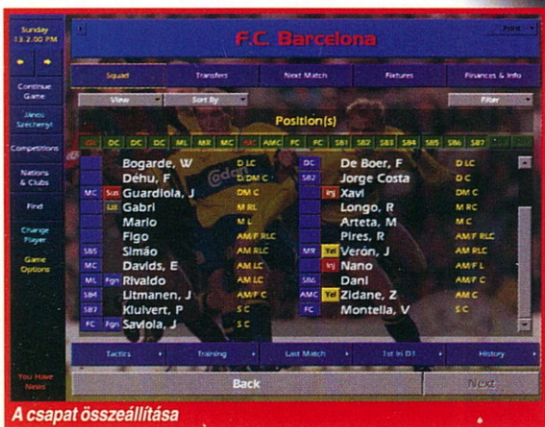 Sunday
13.2.00 PM
Continue
Game
János
Széchenyi
Competitions
Nations
& Clubs
Find
Change
Player
Game
Options
You Have
News
Print
F.C. Barcelona
Squad Transfers Next Match Fixtures Finances & Info
View Sort By Filter
Position(s)
GK DC DC DC ML MR MC MC AMC FC FC SB1 SB2 SB3 SB4 SB5 SB6 SB7
Bogarde, W D LC
Déhu, F D/DM C
MC Sus Guardiola, J DM C
Gabri M RL
Mario M L
Figo AM/F RLC
SB5 Simão AM RLC
MC Davids, E AM LC
ML Fgn Rivaldo AM LC
SB4 Litmanen, J AM/F C
SB7 Kluivert, P S C
FC Fgn Saviola, J S C
DC De Boer, F D LC
SB2 Jorge Costa D C
Inj Xavi DM C
Longo, R M RC
Arteta, M M C
Pires, R AM RLC
MR Yel Verón, J AM/F RLC
Inj Nano AM/F L
SB6 Dani AM/F C
AMC Yel Zidane, Z AM C
FC Montella, V S C
Tactics Training Last Match 1st In D1 History
Back Next
A csapat összeállítása